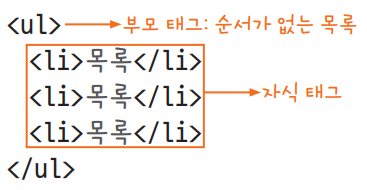 <ul> 부모 태그: 순서가 없는 목록
<li>목록</li>
<li>목록</li> 자식 태그
<li>목록</li>
</ul>